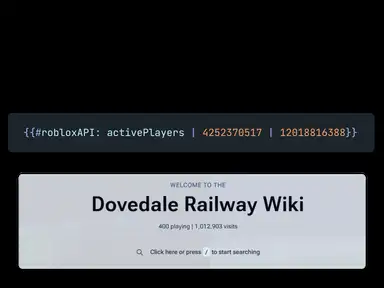 {{#robloxAPI: activePlayers | 4252370517 | 12018816388}}
WELCOME TO THE
Dovedale Railway Wiki
400 playing | 1,012,903 visits
Click here or press / to start searching